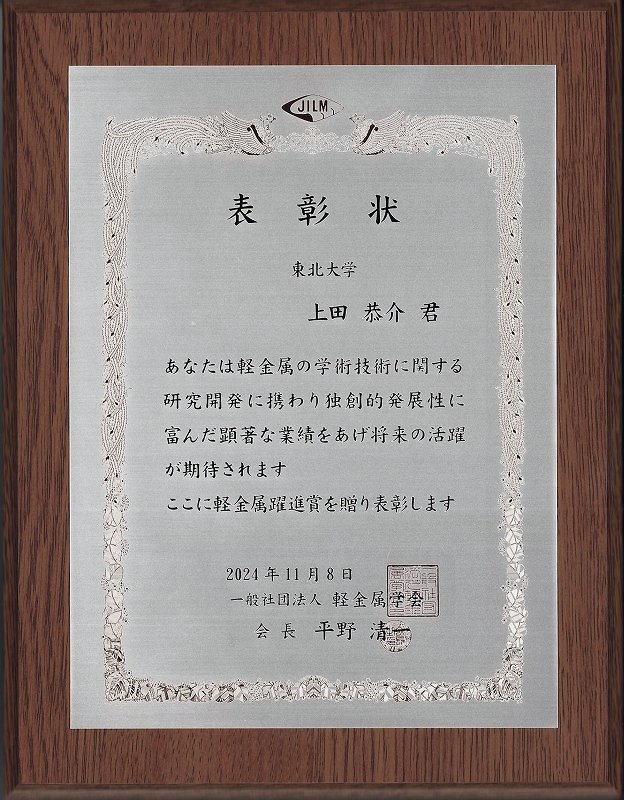 JILM
表彰状
東北大学
上田 恭介 君
あなたは軽金属の学術技術に関する
研究開発に携わり独創的発展性に
富んだ顕著な業績をあげ将来の活躍
が期待されます
ここに軽金属躍進賞を贈り表彰します
2024年11月8日
一般社団法人 軽金属学会
会長 平野 清一